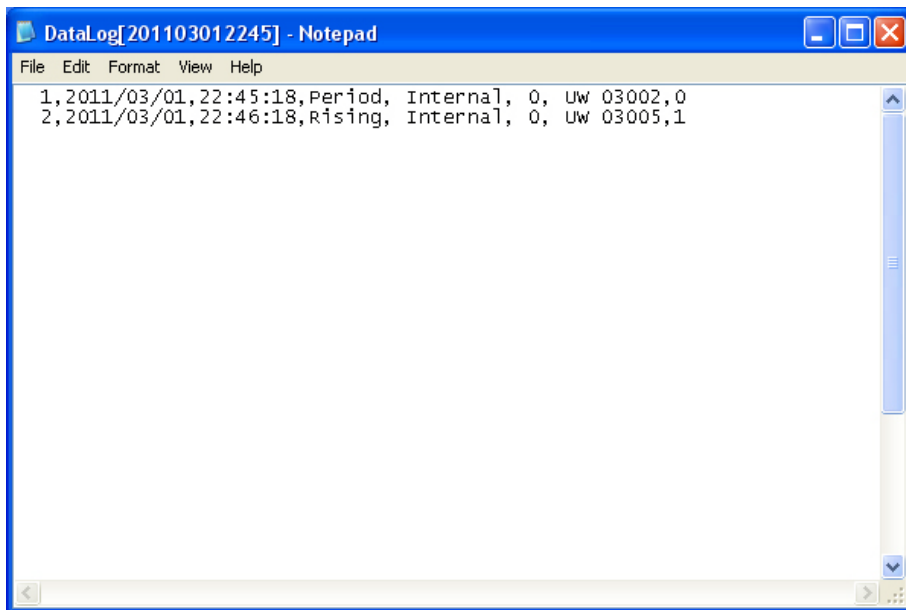 DataLog[201103012245] - Notepad
File Edit Format View Help
1,2011/03/01,22:45:18,Period, Internal, 0, UW 03002,0
2,2011/03/01,22:46:18,Rising, Internal, 0, UW 03005,1